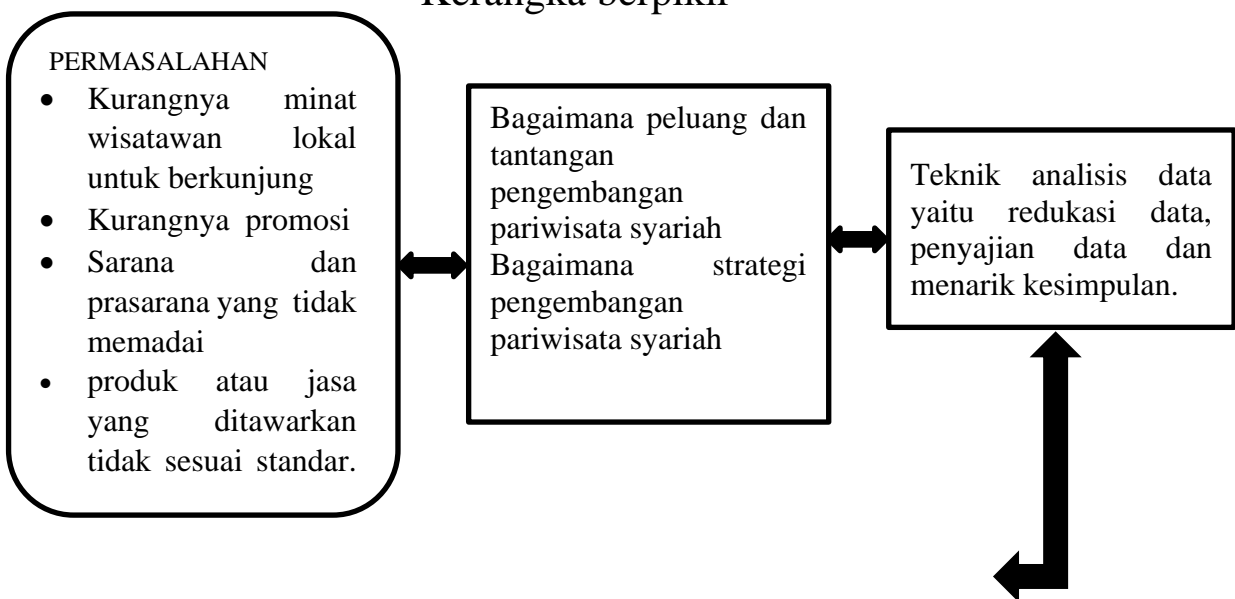 Kerangka berpikir
PERMASALAHAN
• Kurangnya minat
wisatawan lokal
untuk berkunjung
• Kurangnya promosi
• Sarana dan
prasarana yang tidak
memadai
• produk atau jasa
yang ditawarkan
tidak sesuai standar.
Bagaimana peluang dan
tantangan
pengembangan
pariwisata syariah
Bagaimana strategi
pengembangan
pariwisata syariah
Teknik analisis data
yaitu redukasi data,
penyajian data dan
menarik kesimpulan.